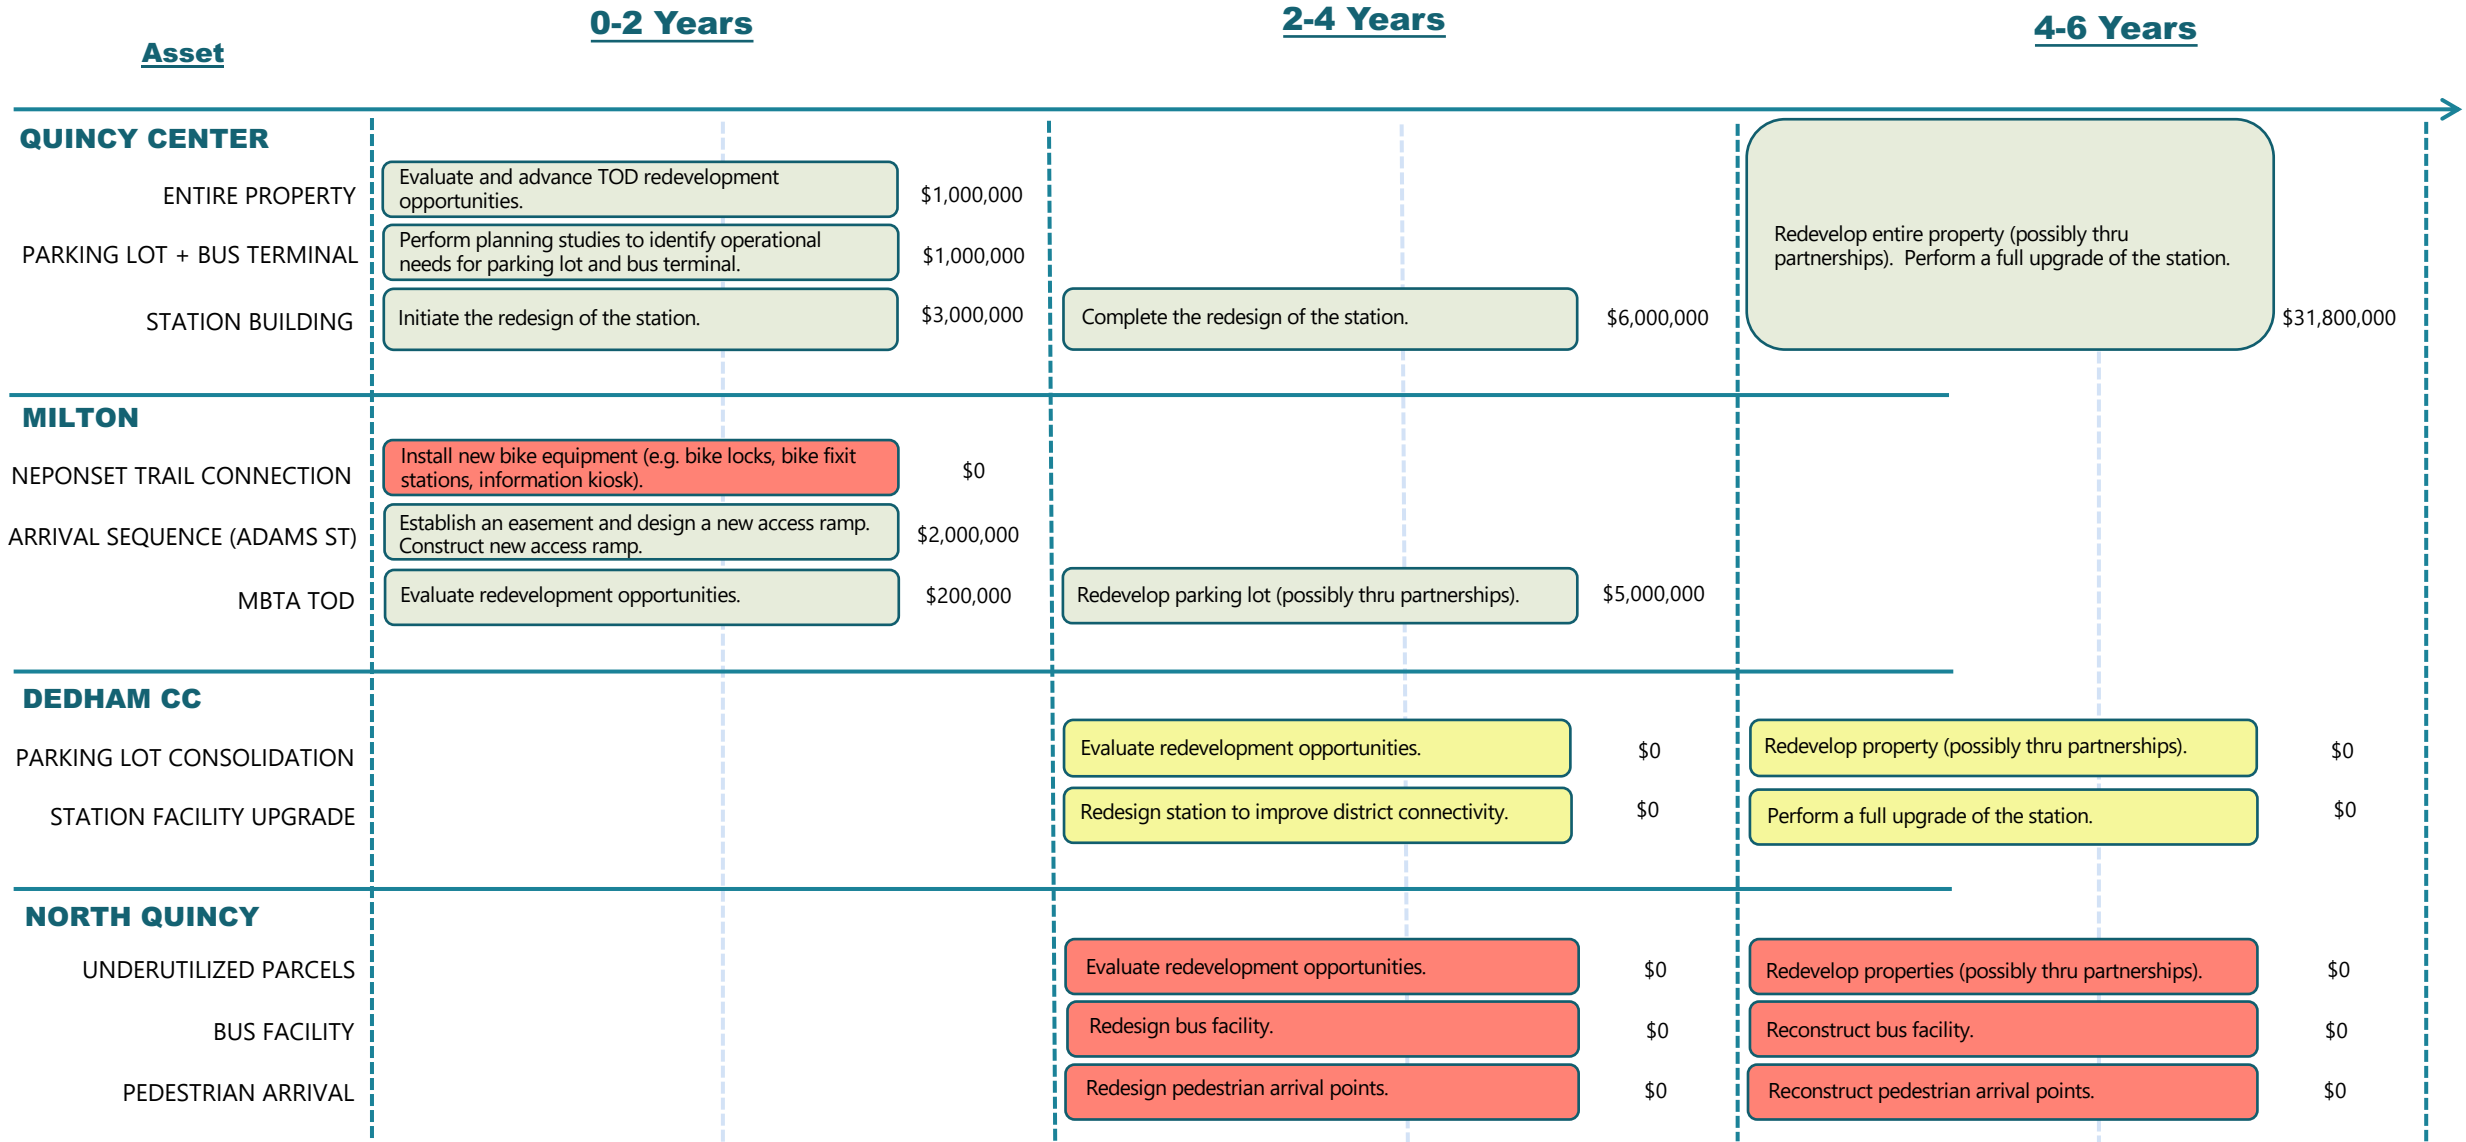 Asset
0-2 Years
2-4 Years
4-6 Years
QUINCY CENTER
ENTIRE PROPERTY
Evaluate and advance TOD redevelopment
opportunities.
$1,000,000
PARKING LOT + BUS TERMINAL
Perform planning studies to identify operational
needs for parking lot and bus terminal.
$1,000,000
STATION BUILDING
Initiate the redesign of the station.
$3,000,000
Complete the redesign of the station.
$6,000,000
Redevelop entire property (possibly thru
partnerships).  Perform a full upgrade of the station.
$31,800,000
MILTON
NEPONSET TRAIL CONNECTION
Install new bike equipment (e.g. bike locks, bike fixit
stations, information kiosk).
$0
ARRIVAL SEQUENCE (ADAMS ST)
Establish an easement and design a new access ramp.
Construct new access ramp.
$2,000,000
MBTA TOD
Evaluate redevelopment opportunities.
$200,000
Redevelop parking lot (possibly thru partnerships).
$5,000,000
DEDHAM CC
PARKING LOT CONSOLIDATION
Evaluate redevelopment opportunities.
$0
Redevelop property (possibly thru partnerships).
$0
STATION FACILITY UPGRADE
Redesign station to improve district connectivity.
$0
Perform a full upgrade of the station.
$0
NORTH QUINCY
UNDERUTILIZED PARCELS
Evaluate redevelopment opportunities.
$0
Redevelop properties (possibly thru partnerships).
$0
BUS FACILITY
Redesign bus facility.
$0
Reconstruct bus facility.
$0
PEDESTRIAN ARRIVAL
Redesign pedestrian arrival points.
$0
Reconstruct pedestrian arrival points.
$0